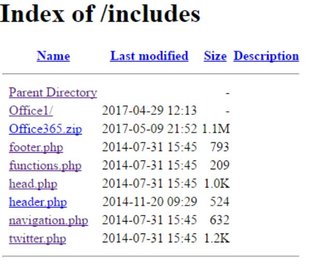 Index of /includes
Name Last modified Size Description
Parent Directory -
Office1/ 2017-04-29 12:13 -
Office365.zip 2017-05-09 21:52 1.1M
footer.php 2014-07-31 15:45 793
functions.php 2014-07-31 15:45 209
head.php 2014-07-31 15:45 1.0K
header.php 2014-11-20 09:29 524
navigation.php 2014-07-31 15:45 632
twitter.php 2014-07-31 15:45 1.2K